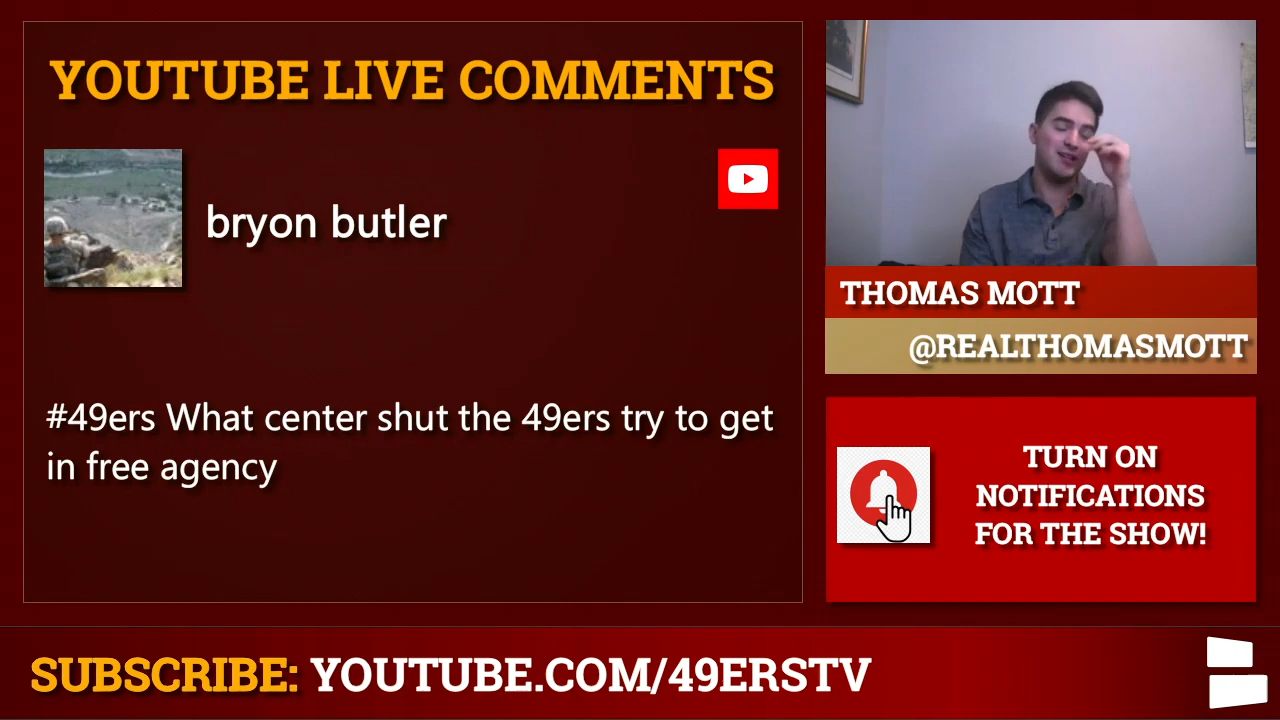 YOUTUBE LIVE COMMENTS
bryon butler
#49ers What center shut the 49ers try to get
in free agency
THOMAS MOTT
@REALTHOMASMOTT
TURN ON
NOTIFICATIONS
FOR THE SHOW!
SUBSCRIBE: YOUTUBE.COM/49ERSTV